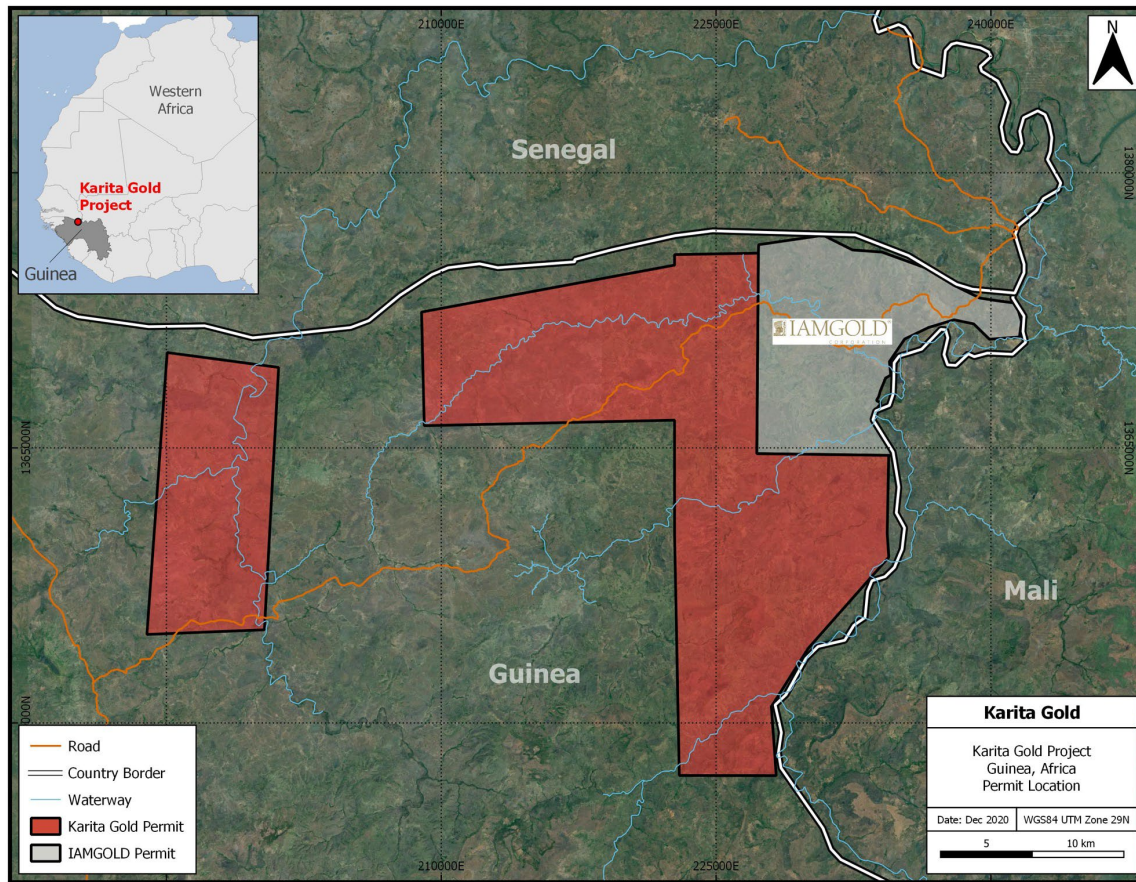 210000E
225000E
240000E
N
Western
Africa
Karita Gold
Project
Guinea
Senegal
1380000N
1380000N
IAMGOLD
CORPORATION
1365000N
1365000N
Mali
Guinea
000N
Road
Country Border
Waterway
Karita Gold Permit
IAMGOLD Permit
210000E
225000E
Karita Gold
Karita Gold Project
Guinea, Africa
Permit Location
Date: Dec 2020
WGS84 UTM Zone 29N
5
10 km